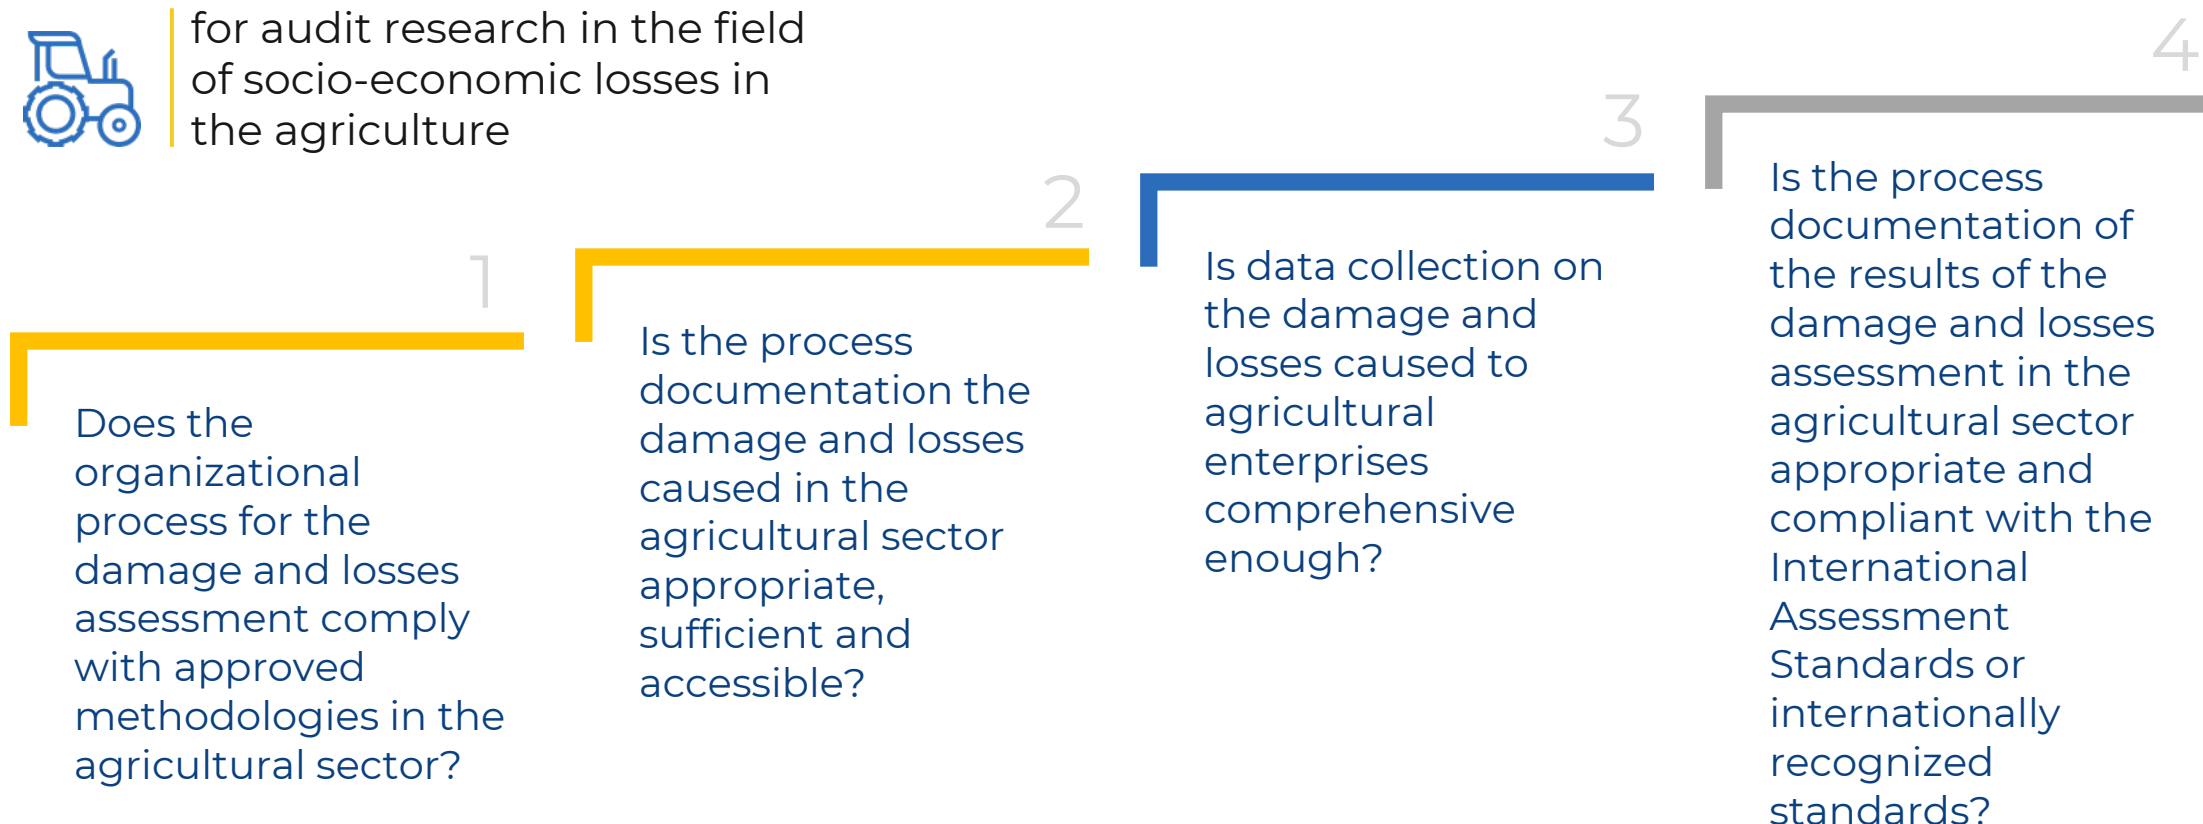 for audit research in the field
of socio-economic losses in
the agriculture
1
Does the
organizational
process for the
damage and losses
assessment comply
with approved
methodologies in the
agricultural sector?
2
Is the process
documentation the
damage and losses
caused in the
agricultural sector
appropriate,
sufficient and
accessible?
3
Is data collection on
the damage and
losses caused to
agricultural
enterprises
comprehensive
enough?
4
Is the process
documentation of
the results of the
damage and losses
assessment in the
agricultural sector
appropriate and
compliant with the
International
Assessment
Standards or
internationally
recognized
standards?